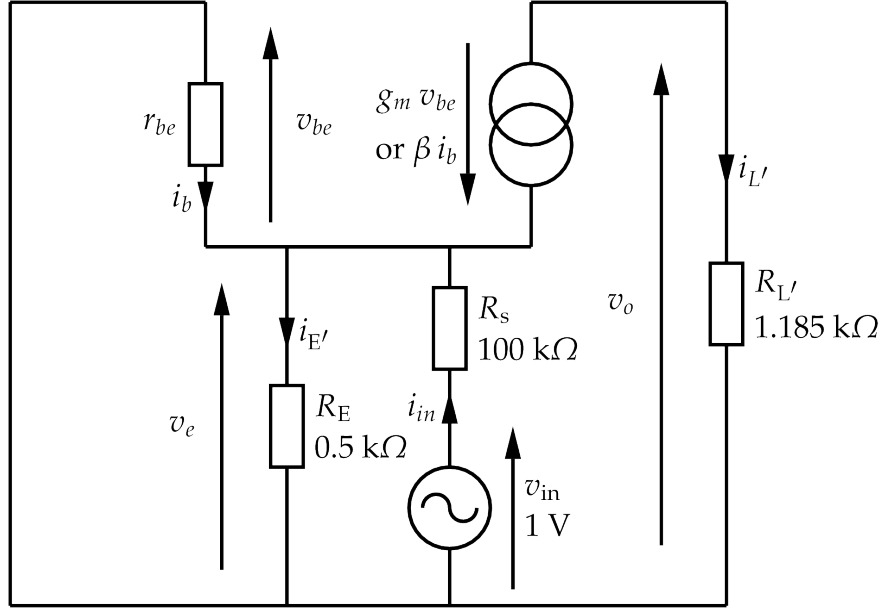 r_be
v_be
g_m v_be
or β i_b
i_b
i_L′
v_o
R_L′
1.185 kΩ
R_s
100 kΩ
i_E′
v_e
R_E
0.5 kΩ
i_in
v_in
1 V